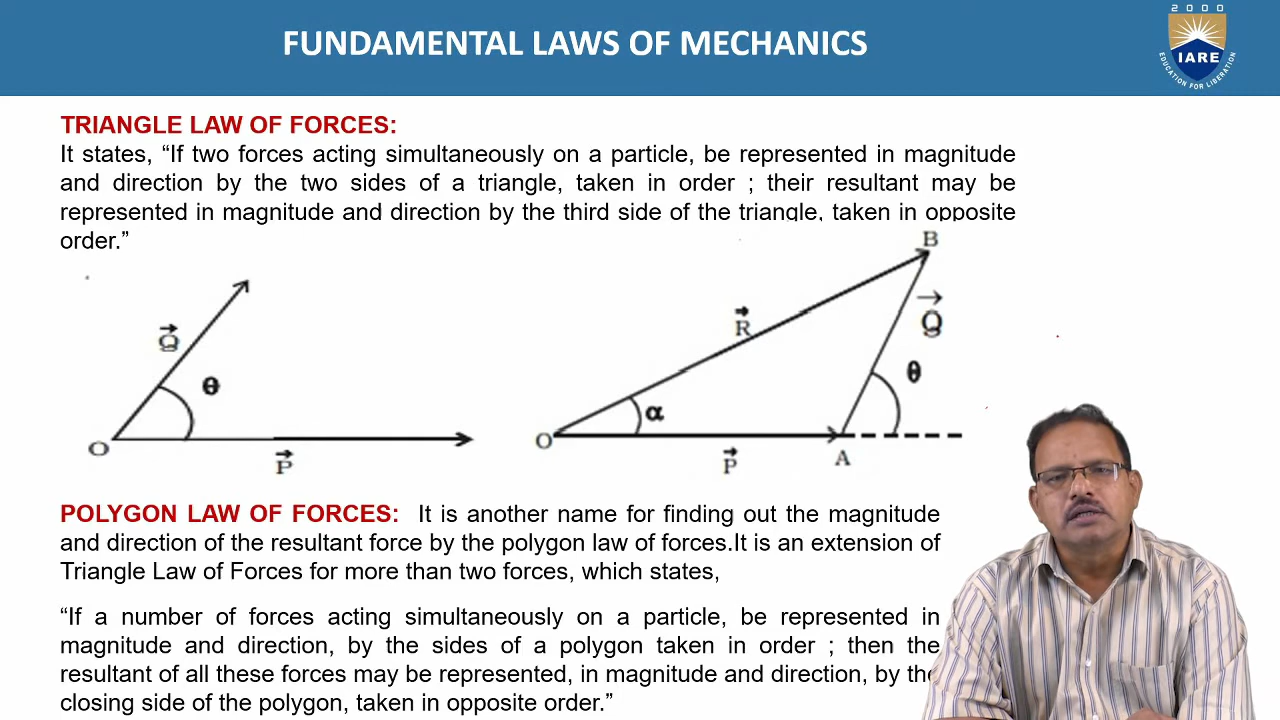 FUNDAMENTAL LAWS OF MECHANICS
2000
IARE
EDUCATION FOR LIBERATION
TRIANGLE LAW OF FORCES:
It states, “If two forces acting simultaneously on a particle, be represented in magnitude
and direction by the two sides of a triangle, taken in order ; their resultant may be
represented in magnitude and direction by the third side of the triangle, taken in opposite
order.”
B
R
Q
Q
θ
θ
α
O
P
O
P
A
POLYGON LAW OF FORCES: It is another name for finding out the magnitude
and direction of the resultant force by the polygon law of forces.It is an extension of
Triangle Law of Forces for more than two forces, which states,
“If a number of forces acting simultaneously on a particle, be represented in
magnitude and direction, by the sides of a polygon taken in order ; then the
resultant of all these forces may be represented, in magnitude and direction, by the
closing side of the polygon, taken in opposite order.”